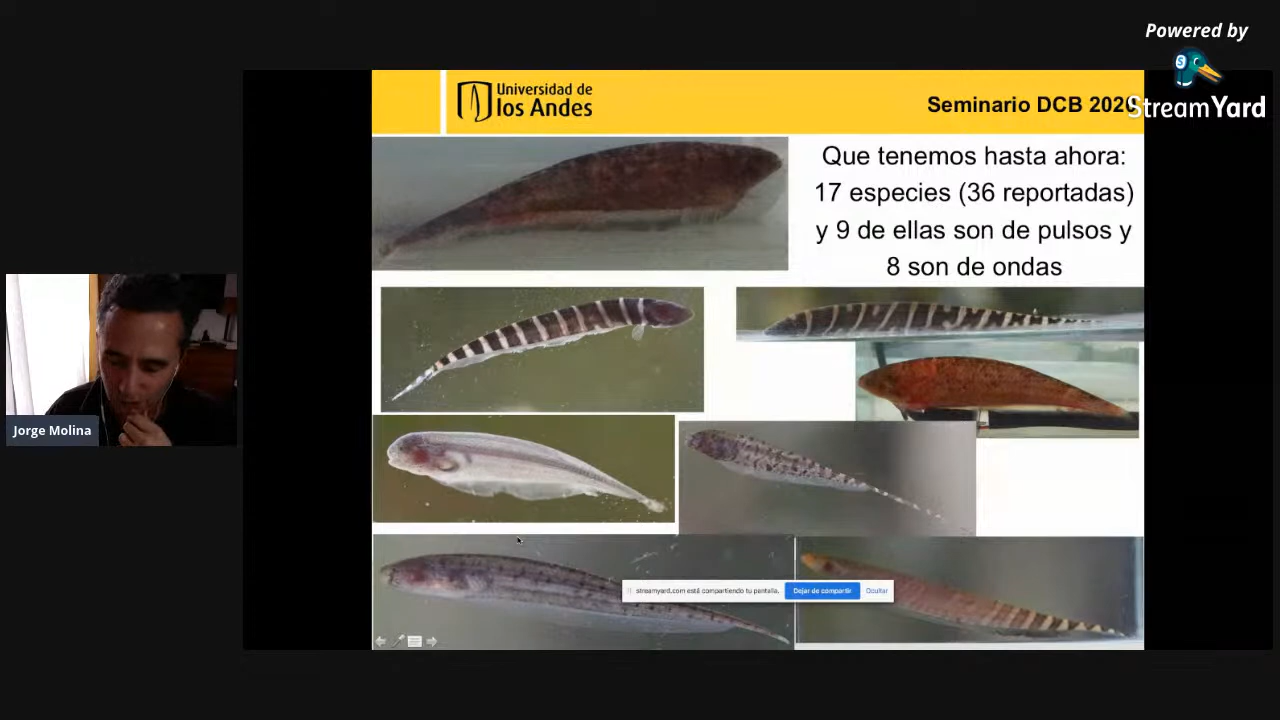 Powered by
StreamYard
Universidad de
los Andes
Seminario DCB 2020
Que tenemos hasta ahora:
17 especies (36 reportadas)
y 9 de ellas son de pulsos y
8 son de ondas
Jorge Molina
streamyard.com está compartiendo tu pantalla.
Dejar de compartir
Ocultar